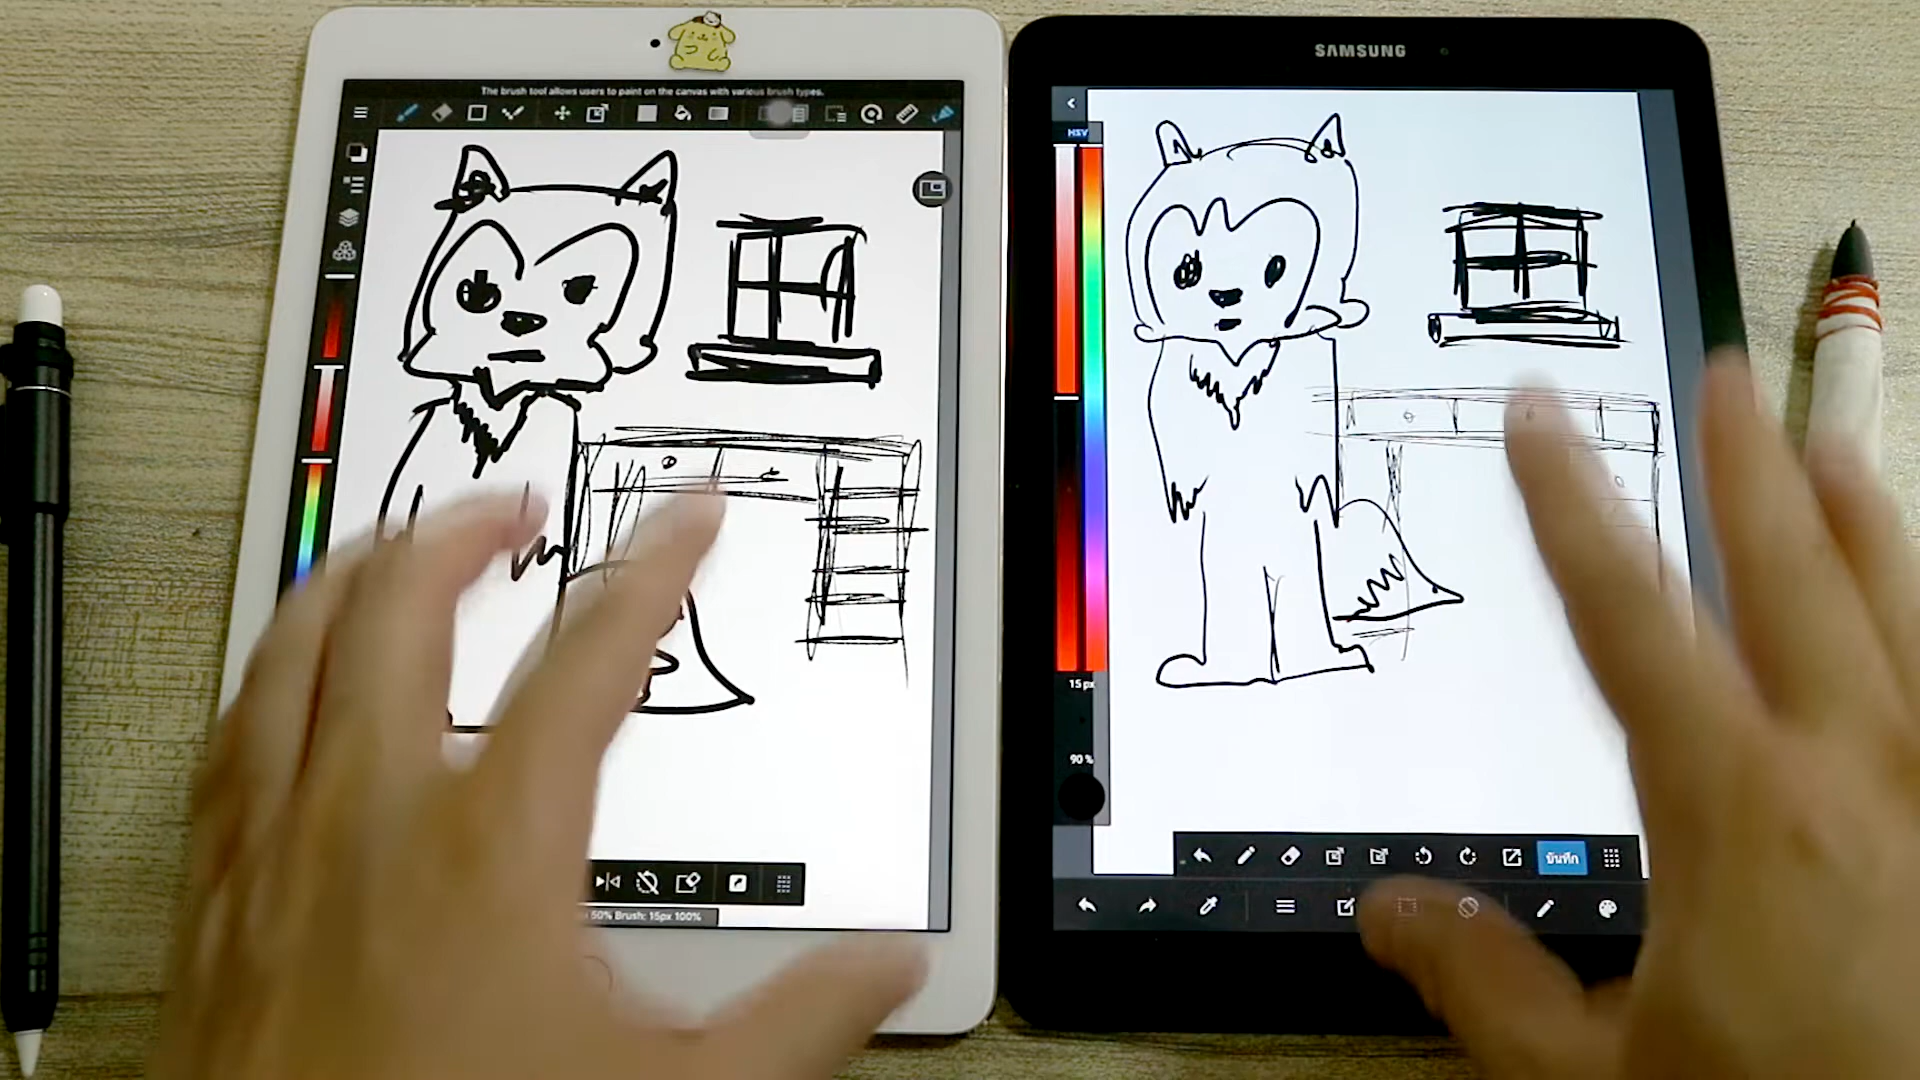 The brush tool allows users to paint on the canvas with various brush types.
50% Brush: 15px 100%
SAMSUNG
HSV
15 px
90 %
บันทึก